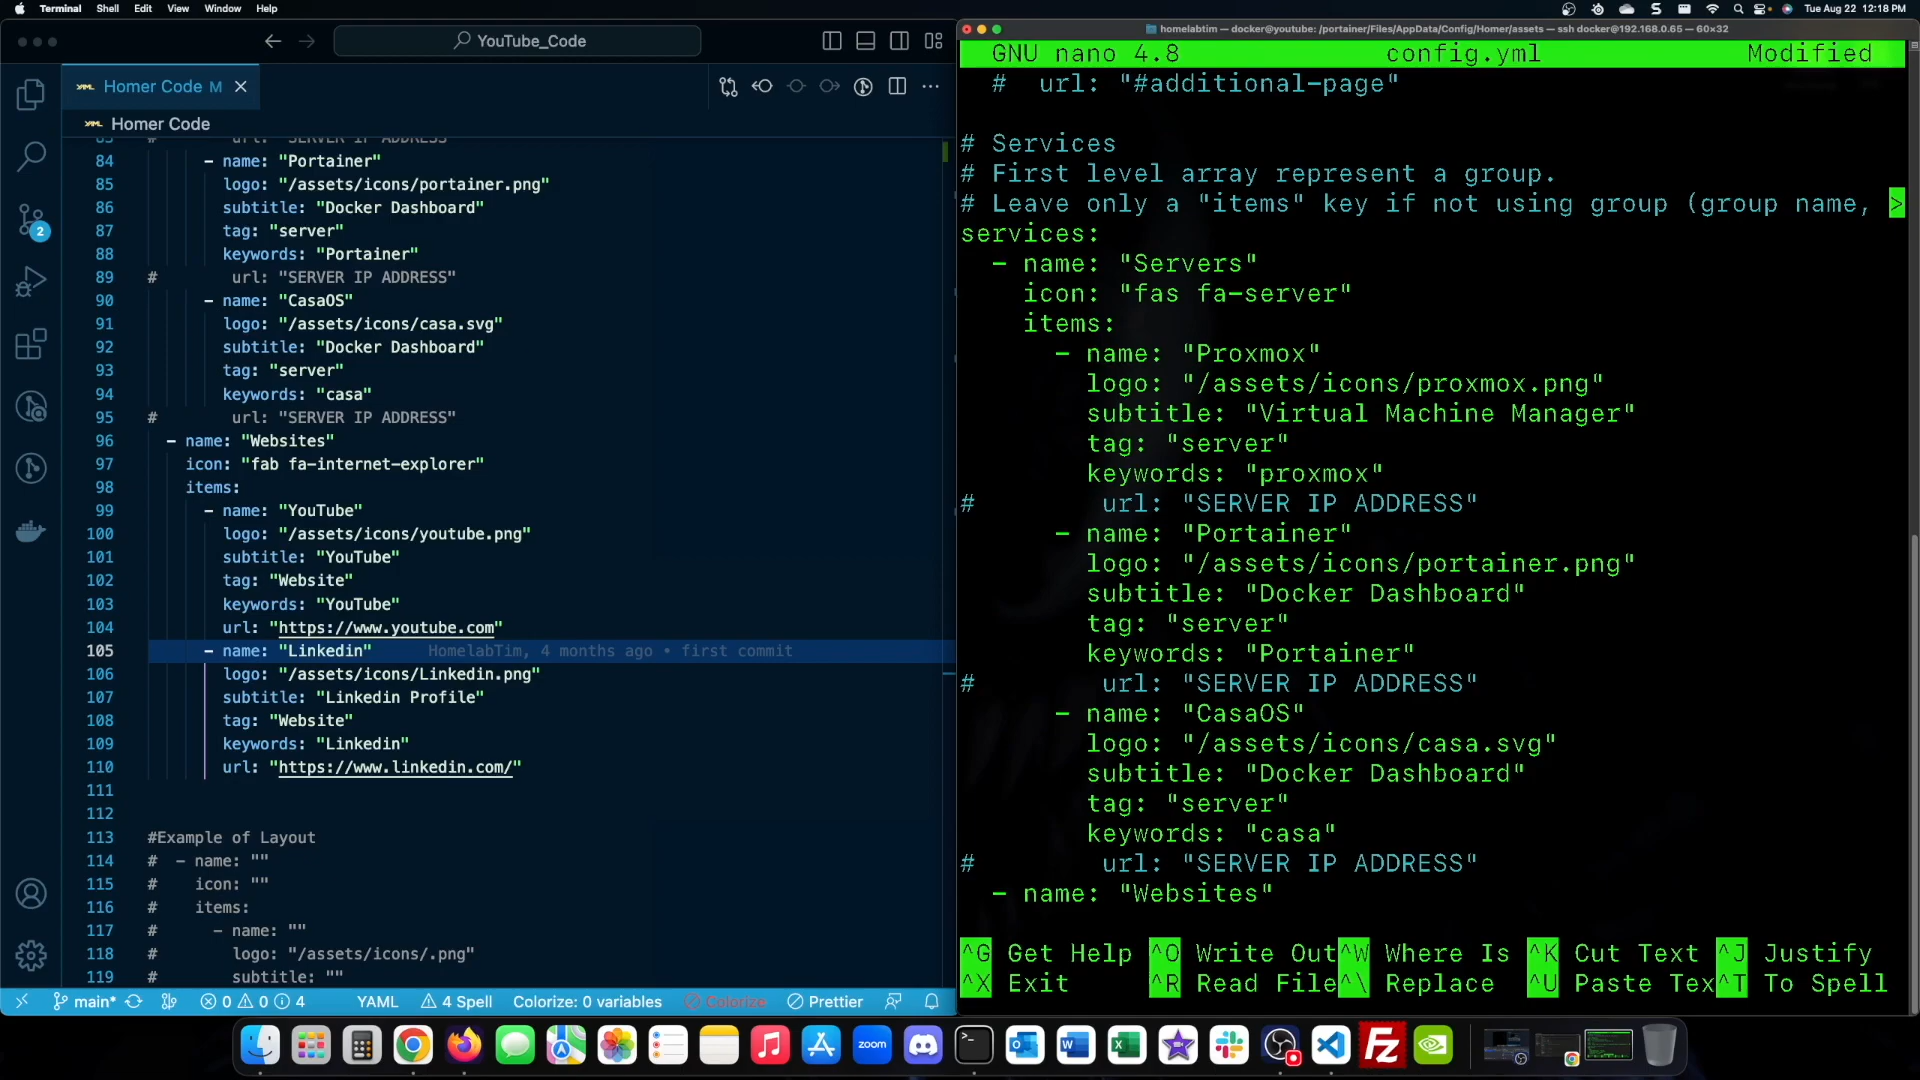 Terminal Shell Edit View Window Help
Tue Aug 22 12:18 PM
YouTube_Code
Homer Code M
Homer Code
83 # url: "SERVER IP ADDRESS"
84 - name: "Portainer"
85 logo: "/assets/icons/portainer.png"
86 subtitle: "Docker Dashboard"
87 tag: "server"
88 keywords: "Portainer"
89 # url: "SERVER IP ADDRESS"
90 - name: "CasaOS"
91 logo: "/assets/icons/casa.svg"
92 subtitle: "Docker Dashboard"
93 tag: "server"
94 keywords: "casa"
95 # url: "SERVER IP ADDRESS"
96 - name: "Websites"
97 icon: "fab fa-internet-explorer"
98 items:
99 - name: "YouTube"
100 logo: "/assets/icons/youtube.png"
101 subtitle: "YouTube"
102 tag: "Website"
103 keywords: "YouTube"
104 url: "https://www.youtube.com"
105 - name: "Linkedin" HomelabTim, 4 months ago • first commit
106 logo: "/assets/icons/Linkedin.png"
107 subtitle: "Linkedin Profile"
108 tag: "Website"
109 keywords: "Linkedin"
110 url: "https://www.linkedin.com/"
111
112
113 #Example of Layout
114 # - name: ""
115 # icon: ""
116 # items:
117 # - name: ""
118 # logo: "/assets/icons/.png"
119 # subtitle: ""
2
main* 0 0 4 YAML 4 Spell Colorize: 0 variables Colorize Prettier
homelabtim — docker@youtube: /portainer/Files/AppData/Config/Homer/assets — ssh docker@192.168.0.65 — 60×32
GNU nano 4.8 config.yml Modified
# url: "#additional-page"
# Services
# First level array represent a group.
# Leave only a "items" key if not using group (group name, >
services:
- name: "Servers"
icon: "fas fa-server"
items:
- name: "Proxmox"
logo: "/assets/icons/proxmox.png"
subtitle: "Virtual Machine Manager"
tag: "server"
keywords: "proxmox"
# url: "SERVER IP ADDRESS"
- name: "Portainer"
logo: "/assets/icons/portainer.png"
subtitle: "Docker Dashboard"
tag: "server"
keywords: "Portainer"
# url: "SERVER IP ADDRESS"
- name: "CasaOS"
logo: "/assets/icons/casa.svg"
subtitle: "Docker Dashboard"
tag: "server"
keywords: "casa"
# url: "SERVER IP ADDRESS"
- name: "Websites"
^G Get Help ^O Write Out ^W Where Is ^K Cut Text ^J Justify
^X Exit ^R Read File ^\ Replace ^U Paste Tex ^T To Spell
zoom